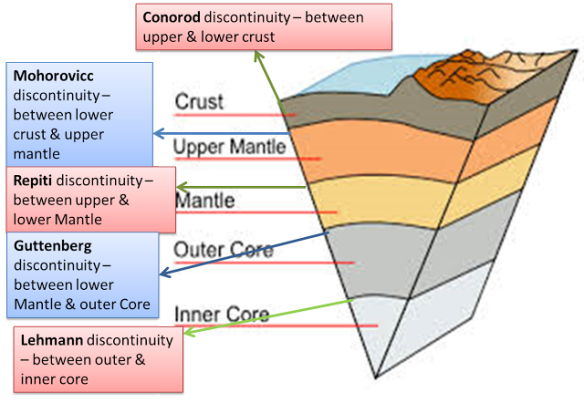 Conorod discontinuity – between
upper & lower crust
Mohorovicc
discontinuity –
between lower
crust & upper
mantle
Crust
Upper Mantle
Repiti discontinuity –
between upper &
lower Mantle
Mantle
Guttenberg
discontinuity –
between lower
Mantle & outer Core
Outer Core
Inner Core
Lehmann discontinuity
– between outer &
inner core